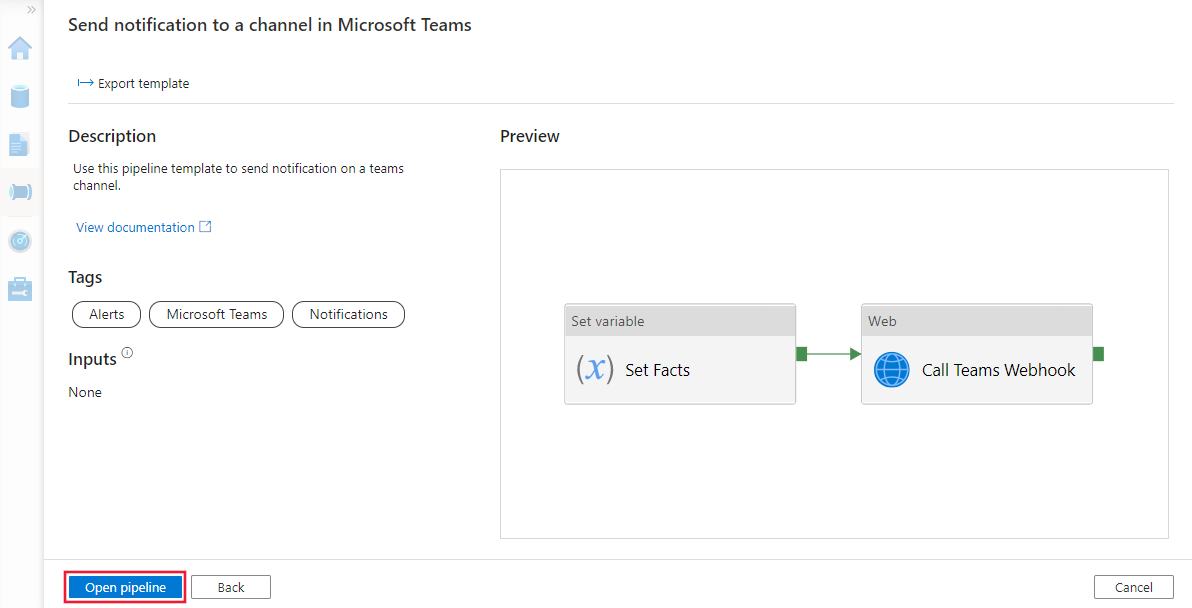 Send notification to a channel in Microsoft Teams
Export template
Description
Use this pipeline template to send notification on a teams
channel.
View documentation
Tags
Alerts
Microsoft Teams
Notifications
Inputs
None
Preview
Set variable
(x) Set Facts
Web
Call Teams Webhook
Open pipeline
Back
Cancel